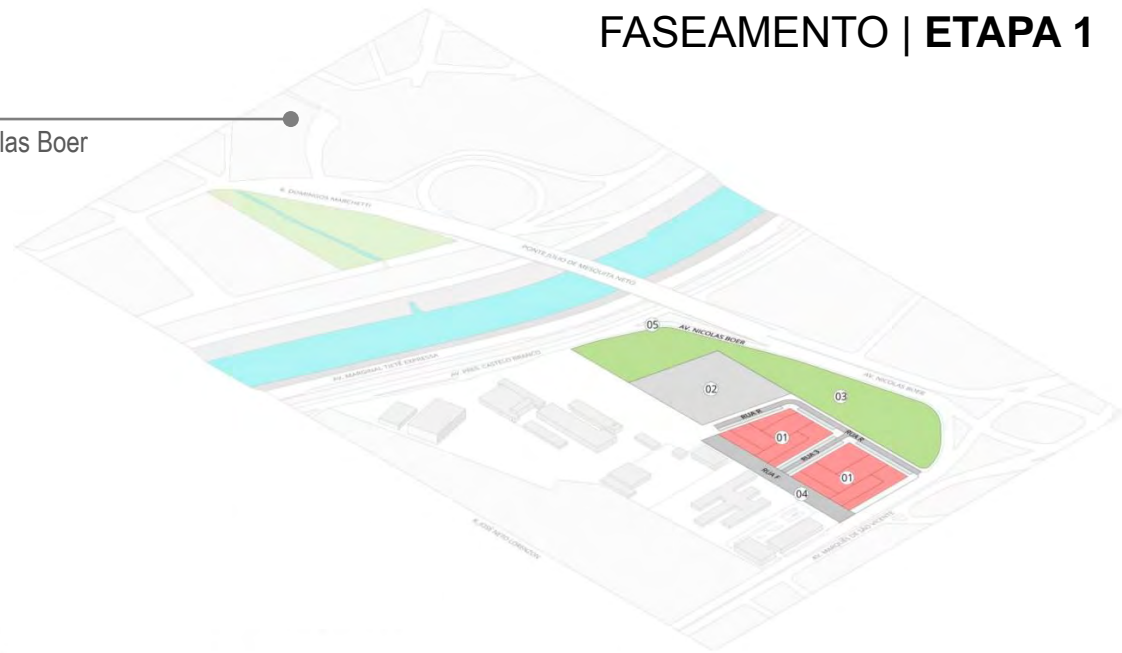 FASEAMENTO | ETAPA 1
las Boer
R. DOMINGOS MARCHETTI
PONTE JÚLIO DE MESQUITA NETO
05
AV. NICOLAS BOER
AV. MARGINAL TIETÊ EXPRESSA
AV. PRES. CASTELO BRANCO
AV. NICOLAS BOER
02
03
RUA R
01
RUA R
RUA S
01
RUA F
04
R. JOSÉ NETO LORENZON
AV. MARQUÊS DE SÃO VICENTE